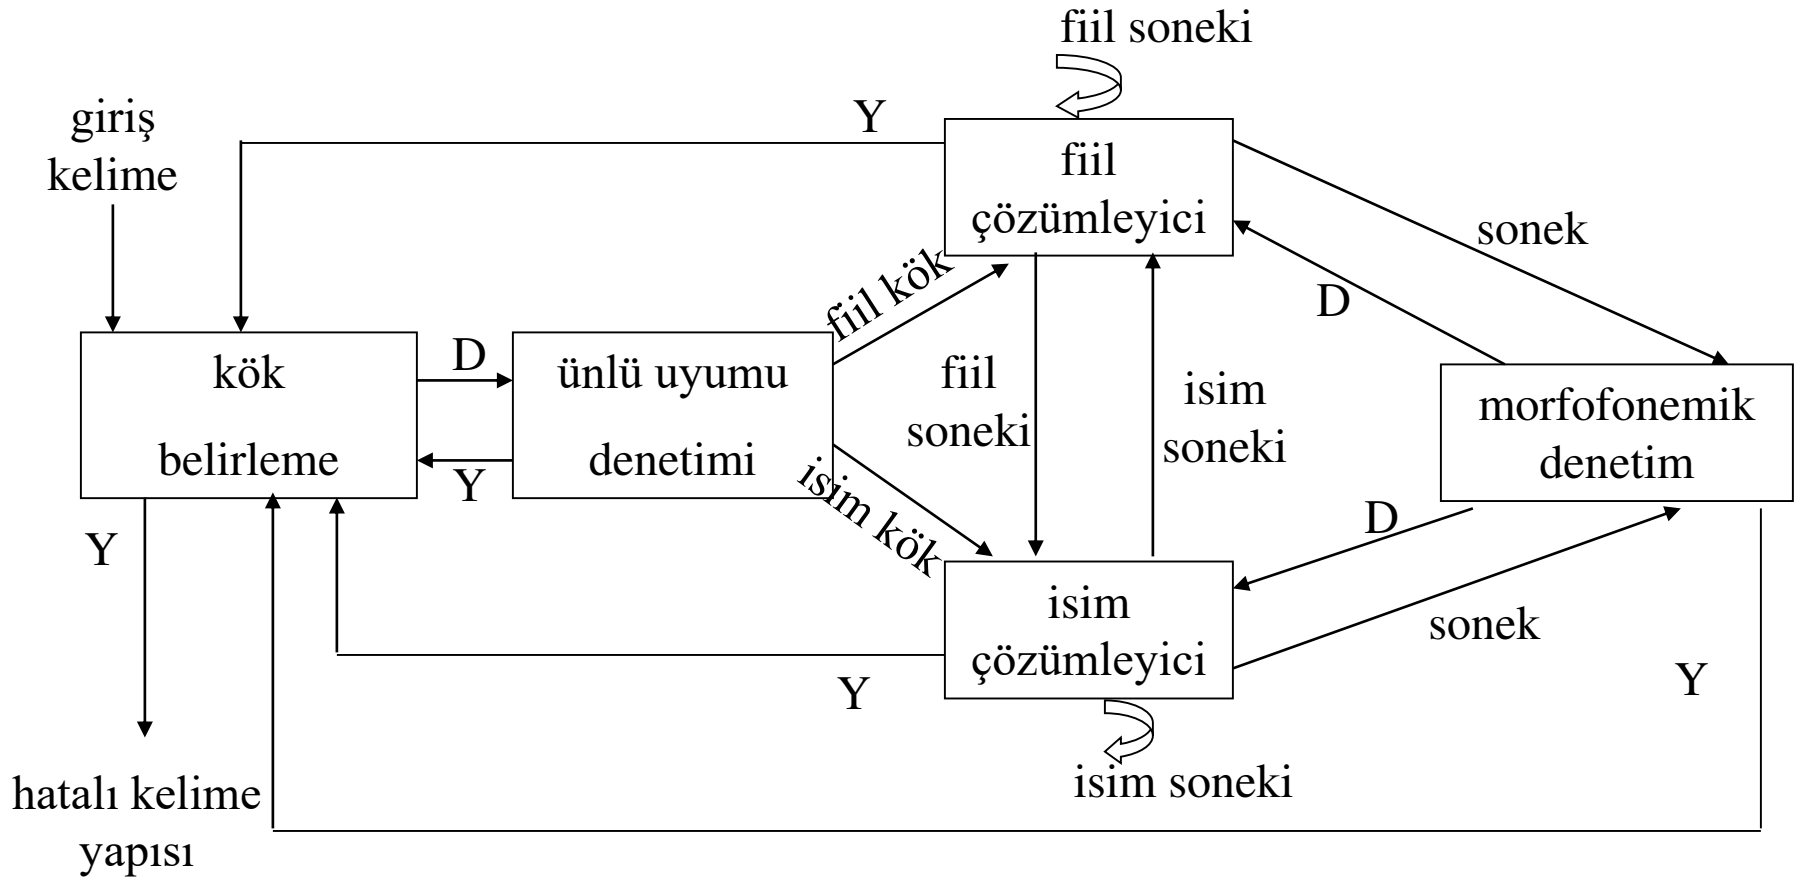 fiil soneki
giriş
kelime
Y
fiil
çözümleyici
sonek
D
fiil kök
kök
belirleme
D
Y
ünlü uyumu
denetimi
fiil
soneki
isim
soneki
morfofonemik
denetim
isim kök
D
Y
isim
çözümleyici
sonek
Y
Y
isim soneki
hatalı kelime
yapısı